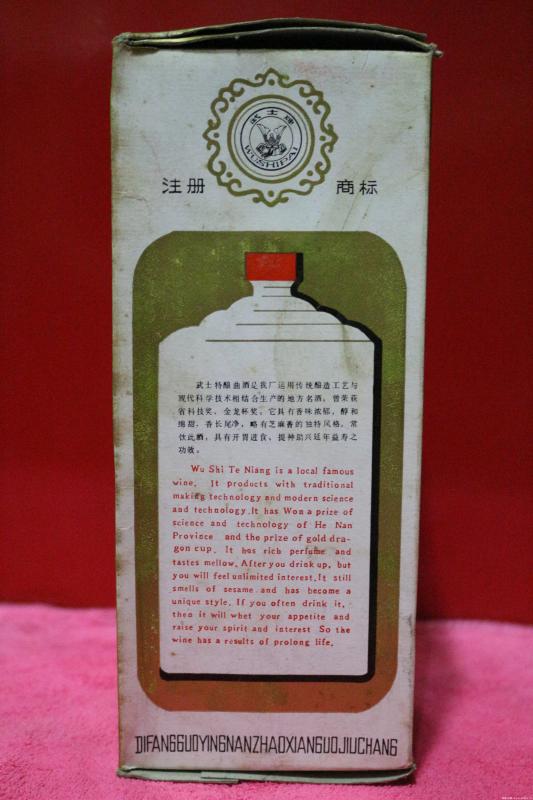 武士牌
WUSHIPAI
注册 商标
武士特酿曲酒是我厂运用传统酿造工艺与
现代科学技术相结合生产的地方名酒。曾荣获
省科技奖、金龙杯奖。它具有香味浓郁，醇和
绵甜，香长尾净，略有芝麻香的独特风格，常
饮此酒，具有开胃进食、提神助兴延年益寿之
功效。
Wu Shi Te Niang is a local famous
wine. It products with traditional
making technology and modern science
and technology.It has Won a prize of
science and technology of He Nan
Province and the prize of gold dra-
gon cup. It has rich perfume and
tastes mellow. After you drink up, but
you will feel unlimited interest.It still
smells of sesame and has become a
unique style. If you often drink it,
then it will whet your appetite and
raise your spirit and interest So the
wine has a results of prolong life.
DIFANGGUOYINGNANZHAOXIANGUOJIUCHANG